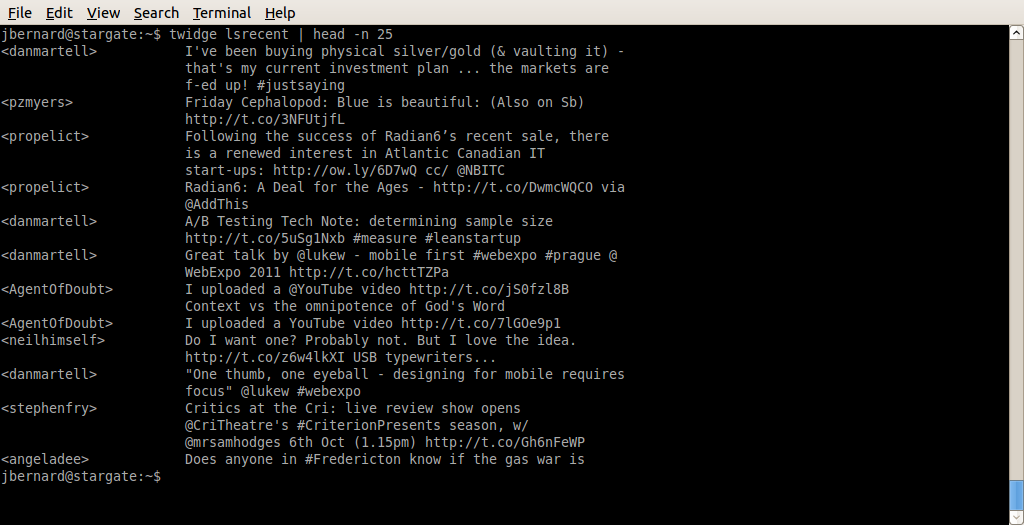 File Edit View Search Terminal Help
jbernard@stargate:~$ twidge lsrecent | head -n 25
<danmartell> I've been buying physical silver/gold (& vaulting it) -
that's my current investment plan ... the markets are
f-ed up! #justsaying
<pzmyers> Friday Cephalopod: Blue is beautiful: (Also on Sb)
http://t.co/3NFUtjfL
<propelict> Following the success of Radian6’s recent sale, there
is a renewed interest in Atlantic Canadian IT
start-ups: http://ow.ly/6D7wQ cc/ @NBITC
<propelict> Radian6: A Deal for the Ages - http://t.co/DwmcWQCO via
@AddThis
<danmartell> A/B Testing Tech Note: determining sample size
http://t.co/5uSg1Nxb #measure #leanstartup
<danmartell> Great talk by @lukew - mobile first #webexpo #prague @
WebExpo 2011 http://t.co/hcttTZPa
<AgentOfDoubt> I uploaded a @YouTube video http://t.co/jS0fzl8B
Context vs the omnipotence of God's Word
<AgentOfDoubt> I uploaded a YouTube video http://t.co/7lGOe9p1
<neilhimself> Do I want one? Probably not. But I love the idea.
http://t.co/z6w4lkXI USB typewriters...
<danmartell> "One thumb, one eyeball - designing for mobile requires
focus" @lukew #webexpo
<stephenfry> Critics at the Cri: live review show opens
@CriTheatre's #CriterionPresents season, w/
@mrsamhodges 6th Oct (1.15pm) http://t.co/Gh6nFeWP
<angeladee> Does anyone in #Fredericton know if the gas war is
jbernard@stargate:~$